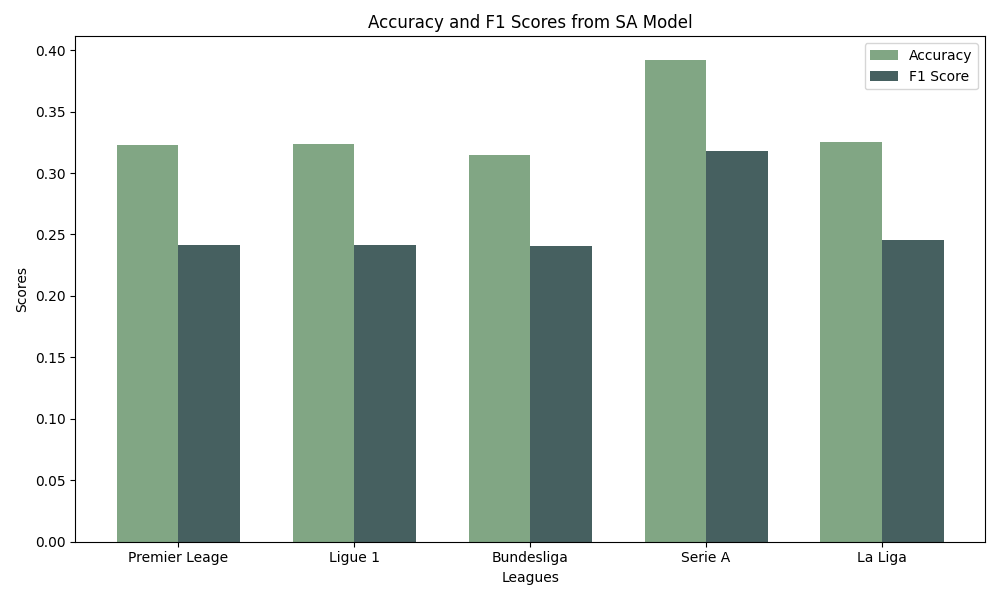 Accuracy and F1 Scores from SA Model
Accuracy
F1 Score
0.40
0.35
0.30
0.25
0.20
0.15
0.10
0.05
0.00
Scores
Premier Leage
Ligue 1
Bundesliga
Serie A
La Liga
Leagues